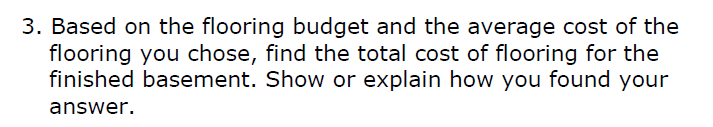 3. Based on the flooring budget and the average cost of the
flooring you chose, find the total cost of flooring for the
finished basement. Show or explain how you found your
answer.